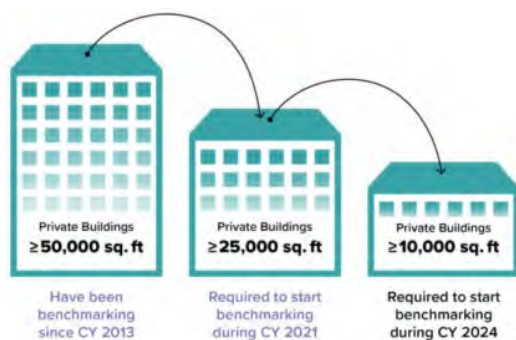 Private Buildings
≥50,000 sq. ft
Private Buildings
≥25,000 sq. ft
Private Buildings
≥10,000 sq. ft
Have been
benchmarking
since CY 2013
Required to start
benchmarking
during CY 2021
Required to start
benchmarking
during CY 2024